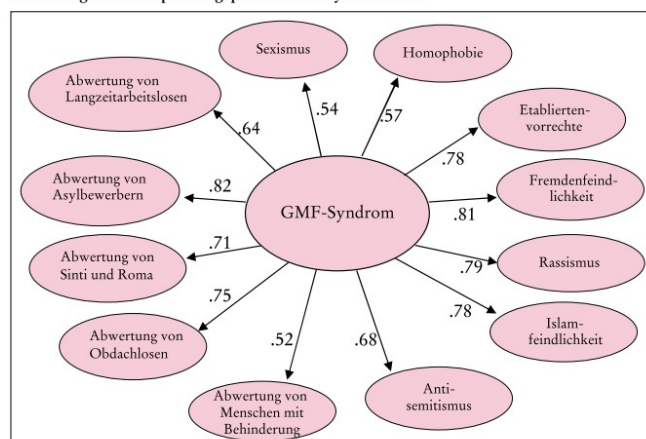 Sexismus
.54
Homophobie
.57
Etablierten-
vorrechte
.78
Fremdenfeind-
lichkeit
.81
Rassismus
.79
Islam-
feindlichkeit
.78
Anti-
semitismus
.68
Abwertung von
Menschen mit
Behinderung
.52
Abwertung von
Obdachlosen
.75
Abwertung von
Sinti und Roma
.71
Abwertung von
Asylbewerbern
.82
Abwertung von
Langzeitarbeitslosen
.64
GMF-Syndrom